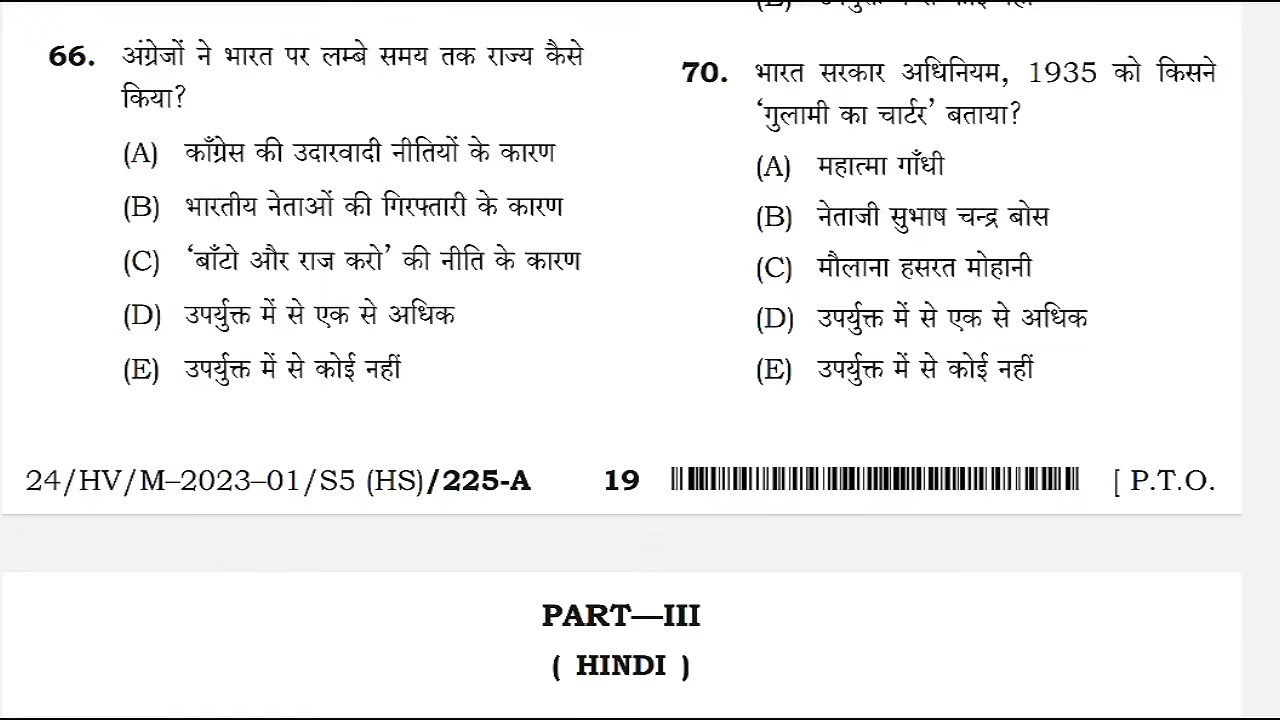 66. अंग्रेजों ने भारत पर लम्बे समय तक राज्य कैसे
किया?
(A) काँग्रेस की उदारवादी नीतियों के कारण
(B) भारतीय नेताओं की गिरफ्तारी के कारण
(C) ‘बाँटो और राज करो’ की नीति के कारण
(D) उपर्युक्त में से एक से अधिक
(E) उपर्युक्त में से कोई नहीं
70. भारत सरकार अधिनियम, 1935 को किसने
‘गुलामी का चार्टर’ बताया?
(A) महात्मा गाँधी
(B) नेताजी सुभाष चन्द्र बोस
(C) मौलाना हसरत मोहानी
(D) उपर्युक्त में से एक से अधिक
(E) उपर्युक्त में से कोई नहीं
24/HV/M–2023–01/S5 (HS)/225-A 19 [ P.T.O.
PART—III
( HINDI )